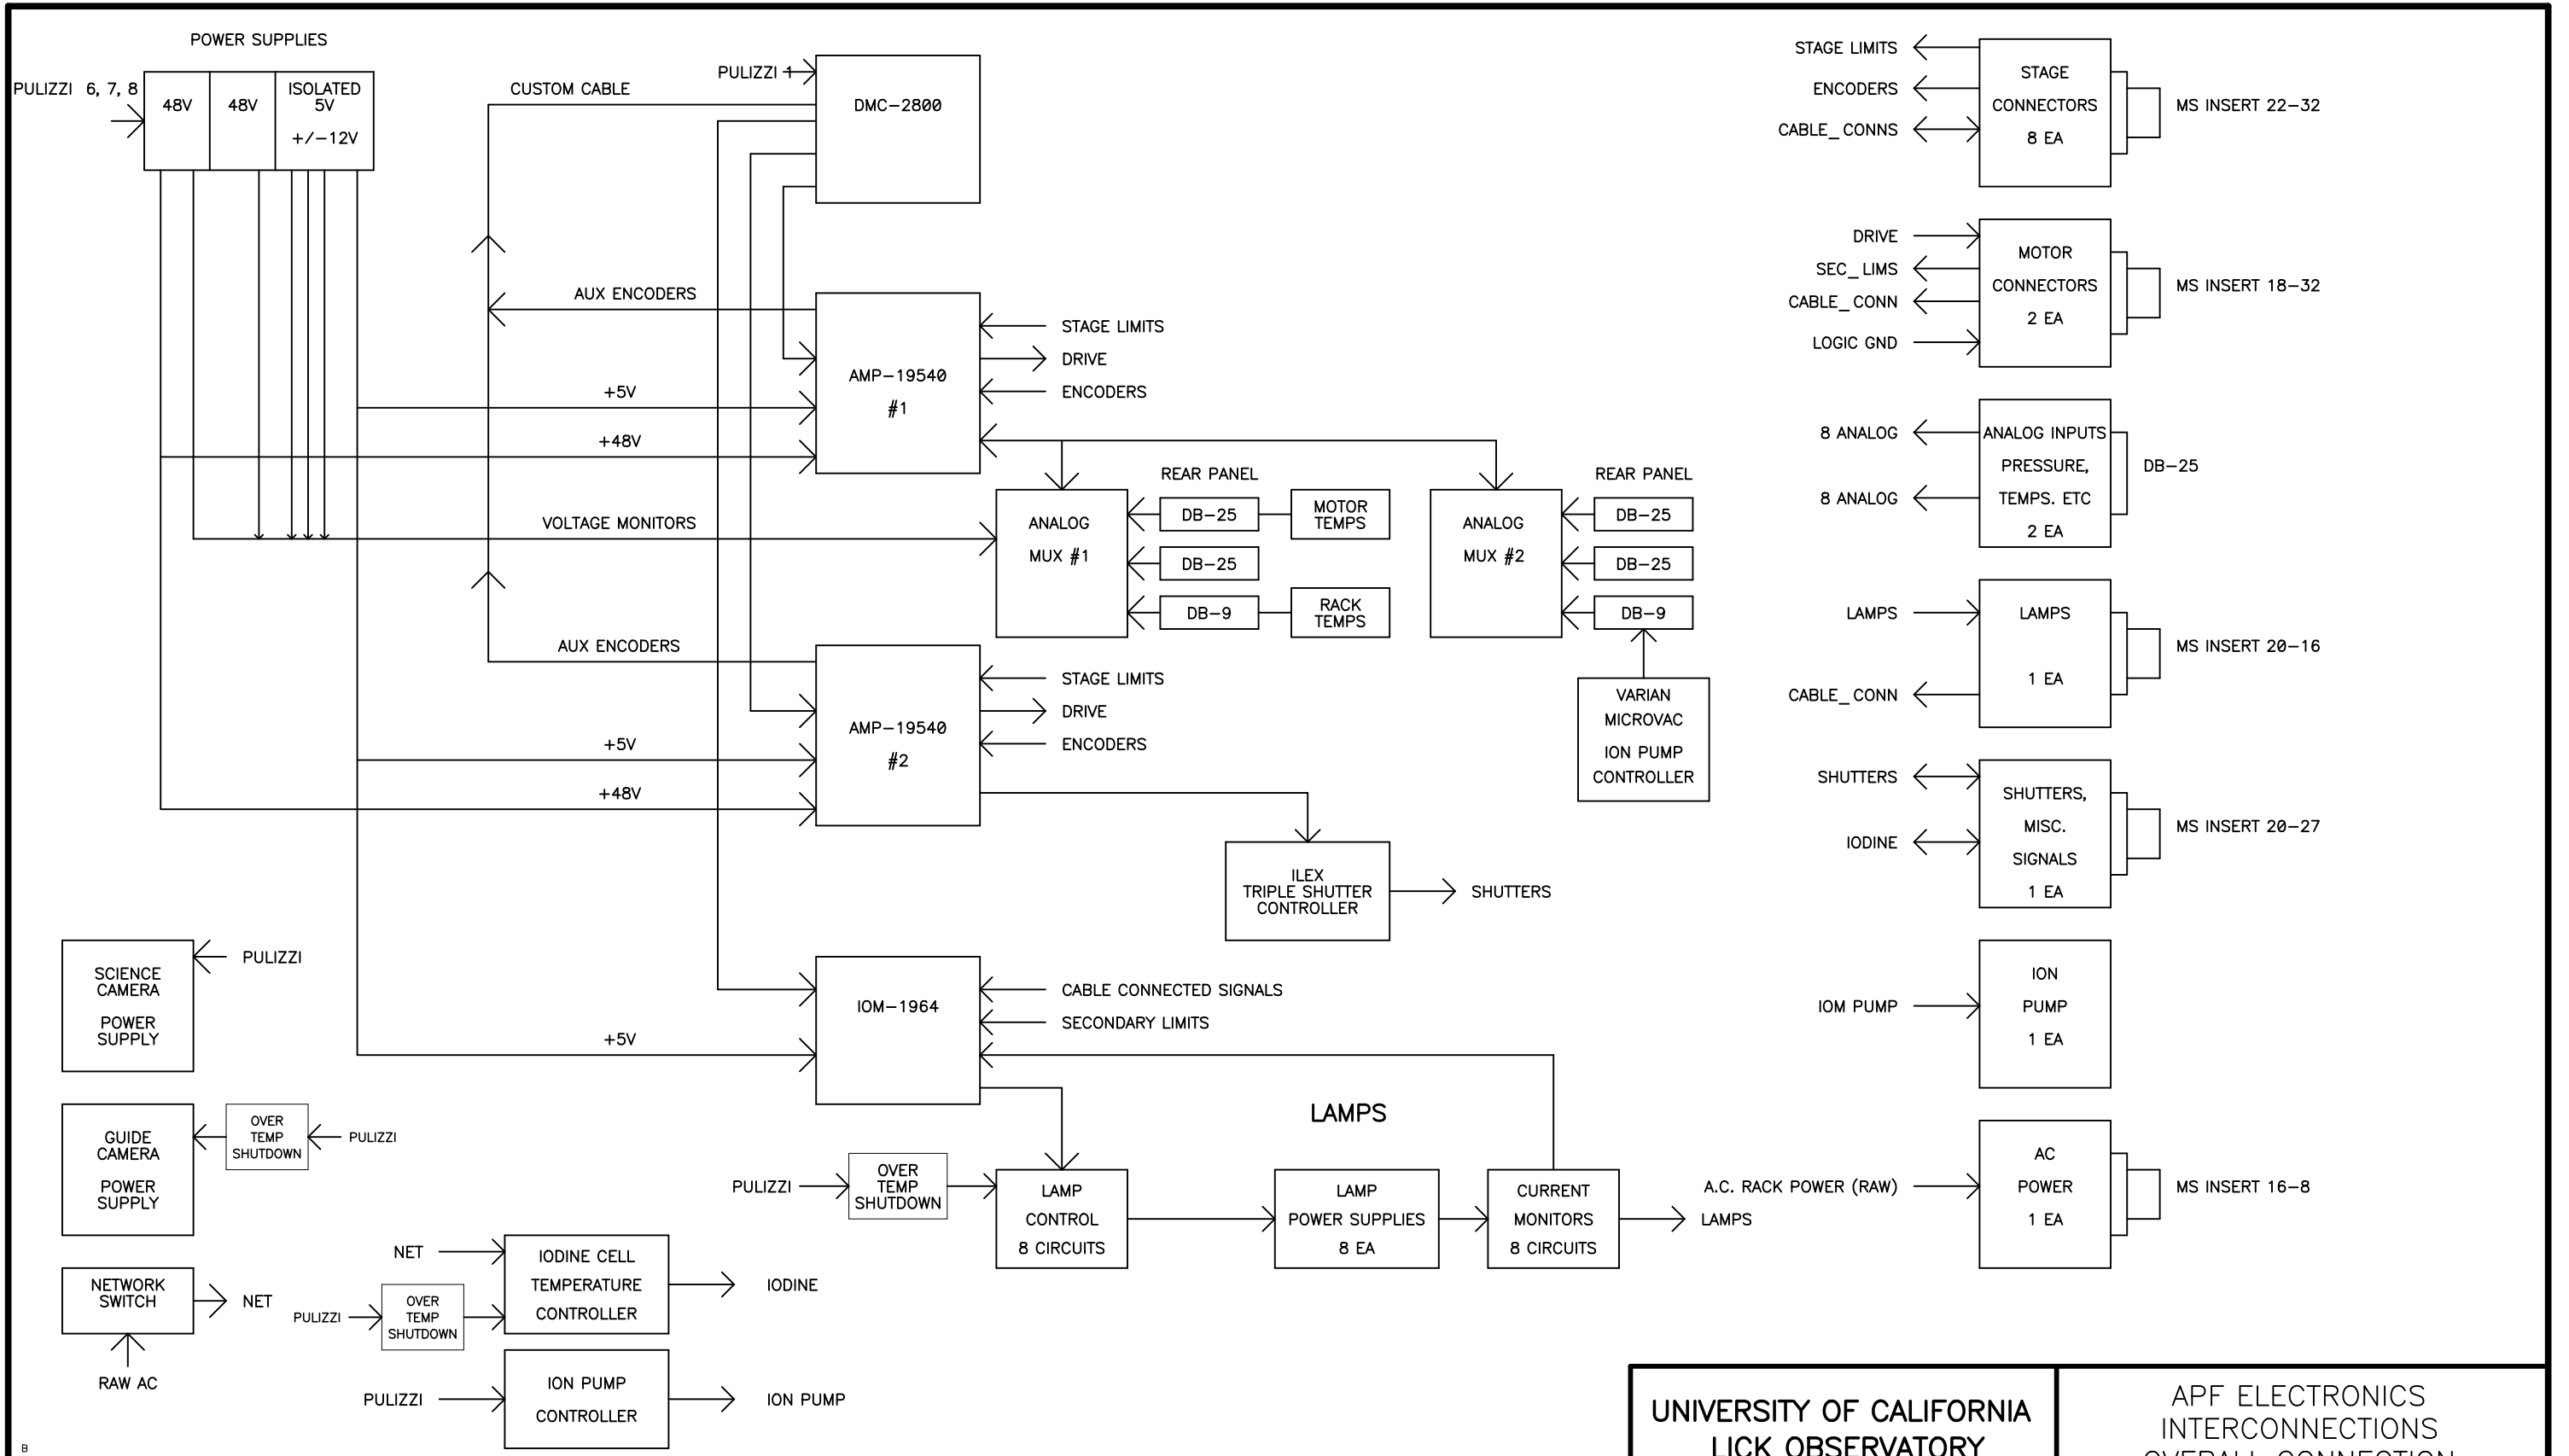 POWER SUPPLIES
PULIZZI 6, 7, 8
48V
48V
ISOLATED
5V
+/-12V
CUSTOM CABLE
PULIZZI 1
DMC-2800
AUX ENCODERS
AMP-19540
#1
STAGE LIMITS
DRIVE
ENCODERS
+5V
+48V
VOLTAGE MONITORS
ANALOG
MUX #1
REAR PANEL
DB-25
DB-25
DB-9
MOTOR
TEMPS
RACK
TEMPS
ANALOG
MUX #2
REAR PANEL
DB-25
DB-25
DB-9
VARIAN
MICROVAC
ION PUMP
CONTROLLER
AUX ENCODERS
AMP-19540
#2
STAGE LIMITS
DRIVE
ENCODERS
+5V
+48V
ILEX
TRIPLE SHUTTER
CONTROLLER
SHUTTERS
IOM-1964
CABLE CONNECTED SIGNALS
SECONDARY LIMITS
+5V
LAMPS
PULIZZI
OVER
TEMP
SHUTDOWN
LAMP
CONTROL
8 CIRCUITS
LAMP
POWER SUPPLIES
8 EA
CURRENT
MONITORS
8 CIRCUITS
LAMPS
SCIENCE
CAMERA
POWER
SUPPLY
PULIZZI
GUIDE
CAMERA
POWER
SUPPLY
OVER
TEMP
SHUTDOWN
PULIZZI
NETWORK
SWITCH
NET
RAW AC
NET
PULIZZI
OVER
TEMP
SHUTDOWN
IODINE CELL
TEMPERATURE
CONTROLLER
IODINE
PULIZZI
ION PUMP
CONTROLLER
ION PUMP
STAGE LIMITS
ENCODERS
CABLE_CONNS
STAGE
CONNECTORS
8 EA
MS INSERT 22-32
DRIVE
SEC_LIMS
CABLE_CONN
LOGIC GND
MOTOR
CONNECTORS
2 EA
MS INSERT 18-32
8 ANALOG
8 ANALOG
ANALOG INPUTS
PRESSURE,
TEMPS. ETC
2 EA
DB-25
LAMPS
CABLE_CONN
LAMPS
1 EA
MS INSERT 20-16
SHUTTERS
IODINE
SHUTTERS,
MISC.
SIGNALS
1 EA
MS INSERT 20-27
IOM PUMP
ION
PUMP
1 EA
A.C. RACK POWER (RAW)
AC
POWER
1 EA
MS INSERT 16-8
B
UNIVERSITY OF CALIFORNIA
LICK OBSERVATORY
APF ELECTRONICS
INTERCONNECTIONS
OVERALL CONNECTION